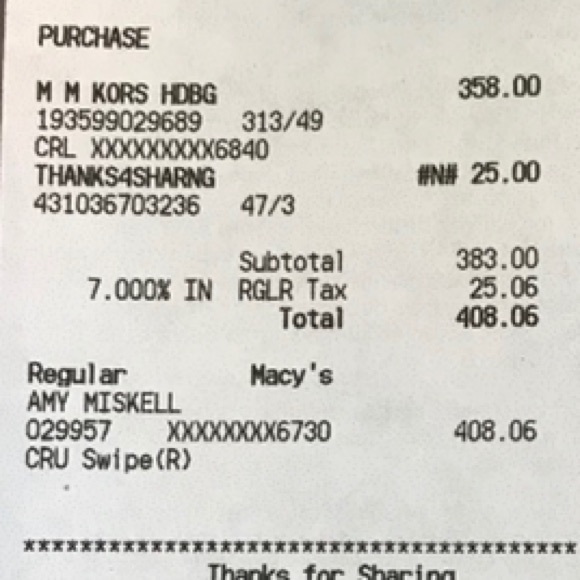 PURCHASE
M M KORS HDBG 358.00
193599029689 313/49
CRL XXXXXXXXXX6840
THANKS4SHARNG #N# 25.00
431036703236 47/3
Subtotal 383.00
7.000% IN RGLR Tax 25.06
Total 408.06
Regular Macy's
AMY MISKELL
029957 XXXXXXXX6730 408.06
CRU Swipe(R)
****************************************
Thanks for Sharing